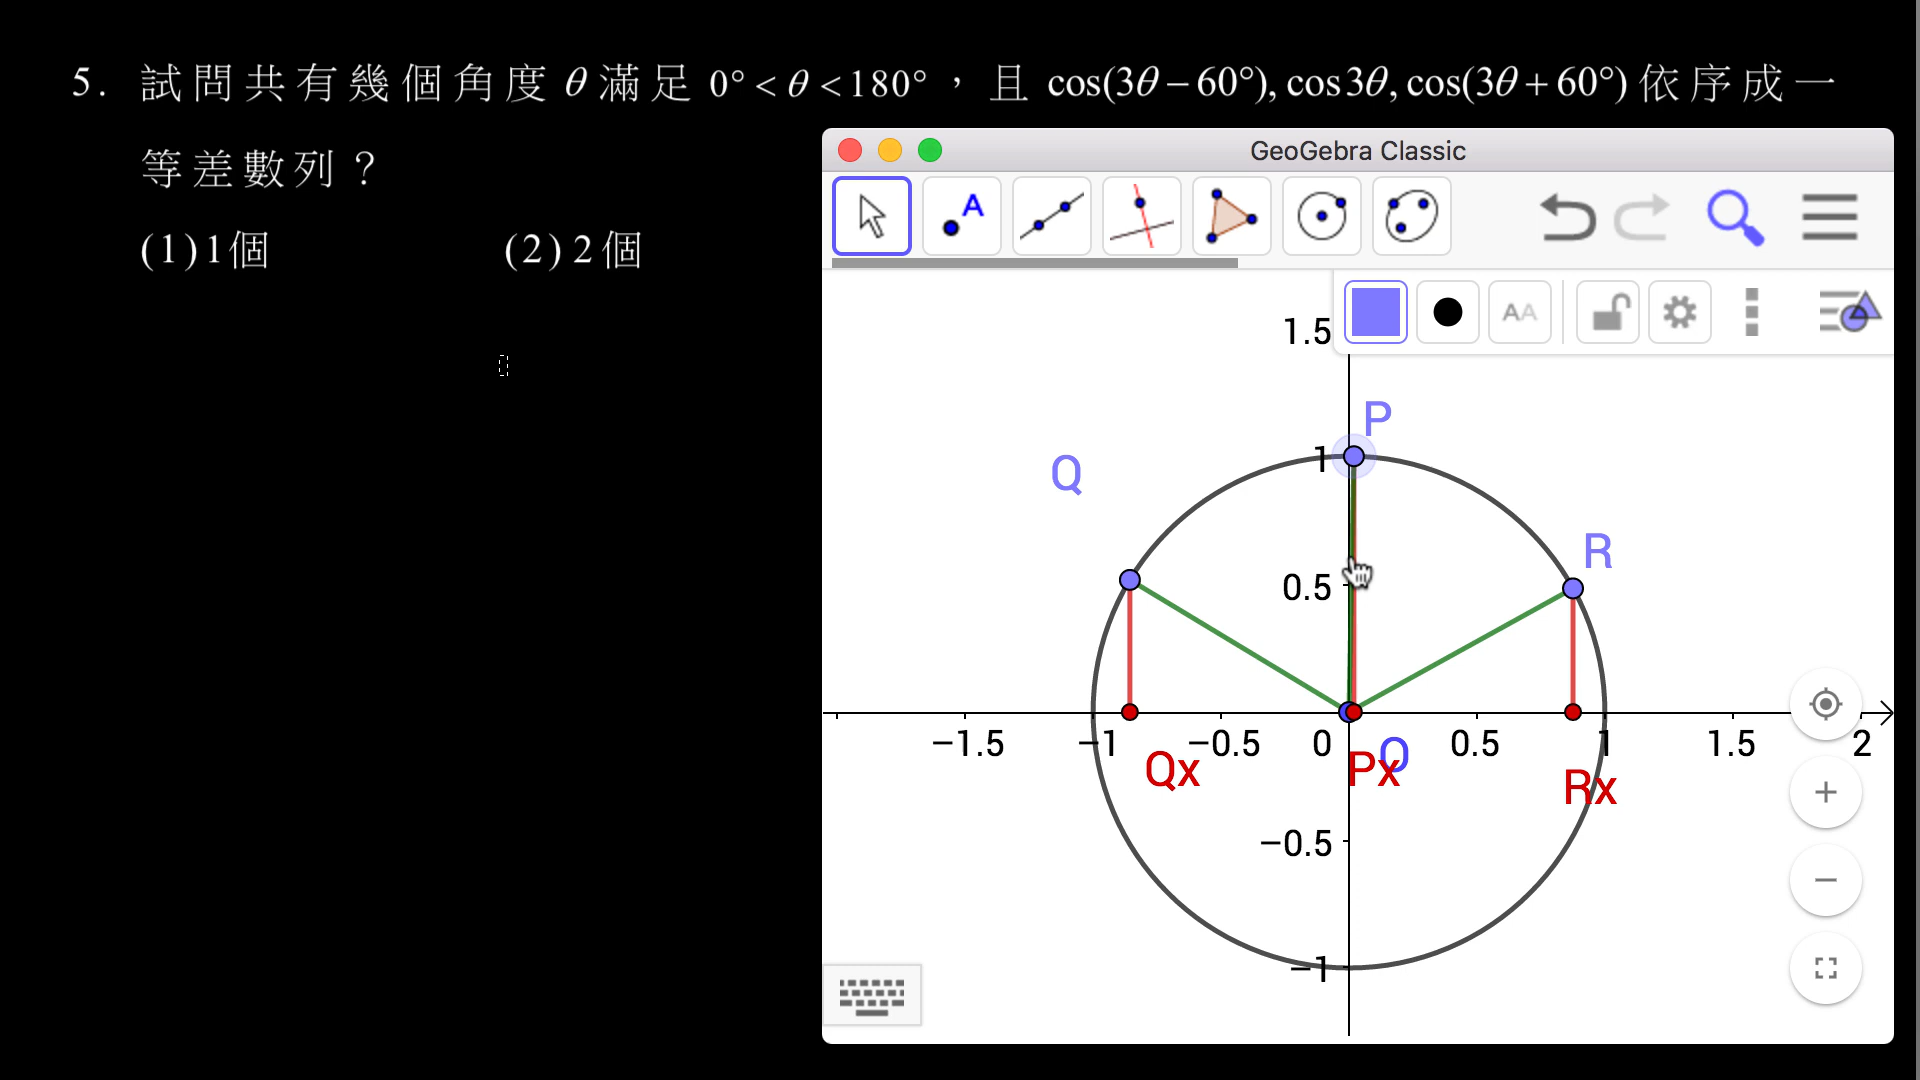 5. 試問共有幾個角度 θ 滿足 0° < θ < 180°，且 cos(3θ − 60°), cos 3θ, cos(3θ + 60°) 依序成一
等差數列？
(1) 1個 (2) 2個
GeoGebra Classic
A
AA
1.5
P
1
Q
R
0.5
−1.5 −1 −0.5 0 0.5 1 1.5 2
O
Qx Px Rx
−0.5
−1